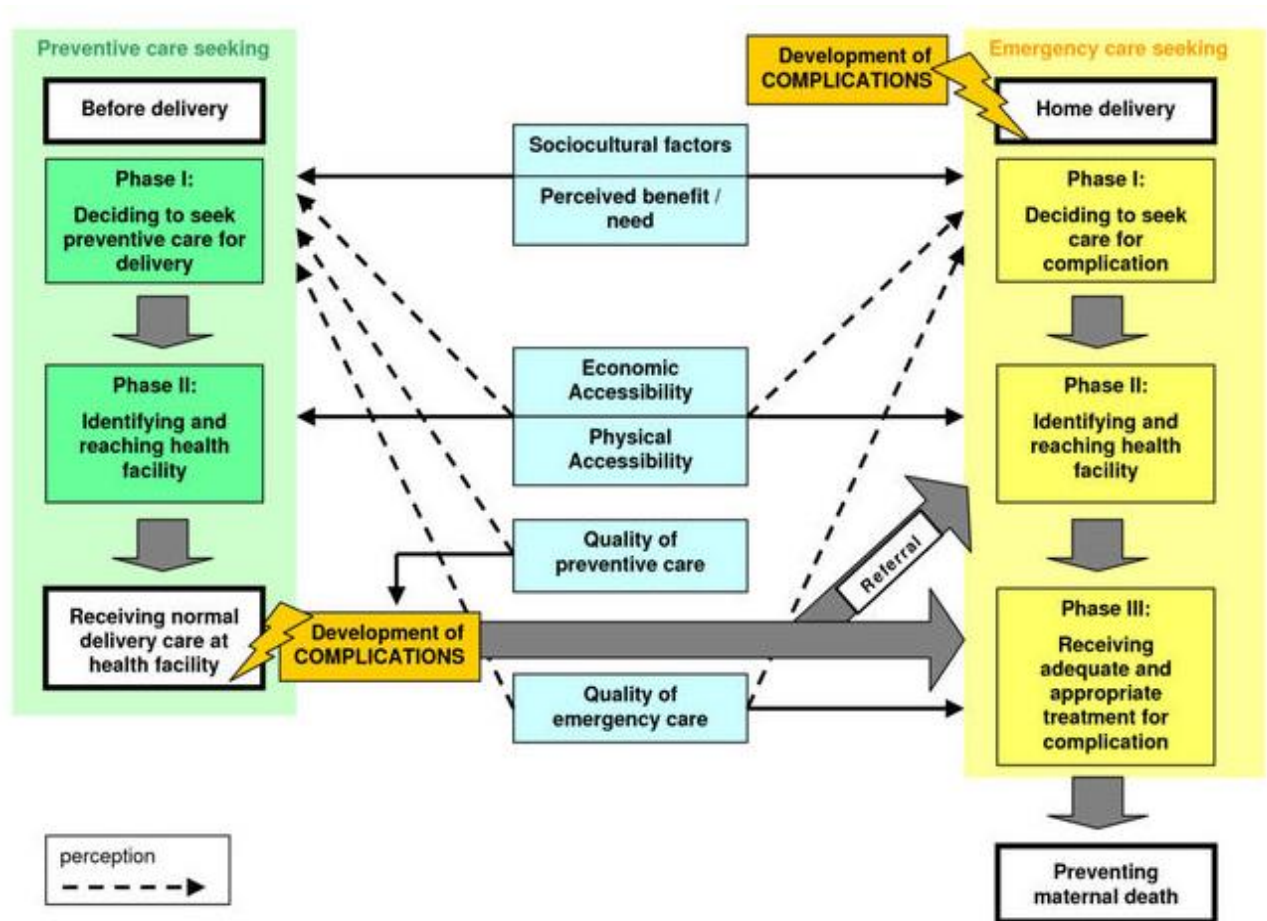 Preventive care seeking
Before delivery
Phase I:
Deciding to seek
preventive care for
delivery
Phase II:
Identifying and
reaching health
facility
Receiving normal
delivery care at
health facility
Development of
COMPLICATIONS
Sociocultural factors
Perceived benefit /
need
Economic
Accessibility
Physical
Accessibility
Quality of
preventive care
Quality of
emergency care
Referral
Development of
COMPLICATIONS
Emergency care seeking
Home delivery
Phase I:
Deciding to seek
care for
complication
Phase II:
Identifying and
reaching health
facility
Phase III:
Receiving
adequate and
appropriate
treatment for
complication
Preventing
maternal death
perception